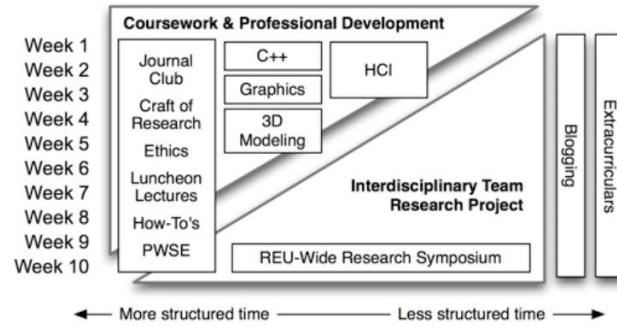 Coursework & Professional Development
Week 1
Week 2
Week 3
Week 4
Week 5
Week 6
Week 7
Week 8
Week 9
Week 10
Journal
Club
Craft of
Research
Ethics
Luncheon
Lectures
How-To's
PWSE
C++
Graphics
3D
Modeling
HCI
Interdisciplinary Team
Research Project
REU-Wide Research Symposium
Blogging
Extracurriculars
More structured time
Less structured time